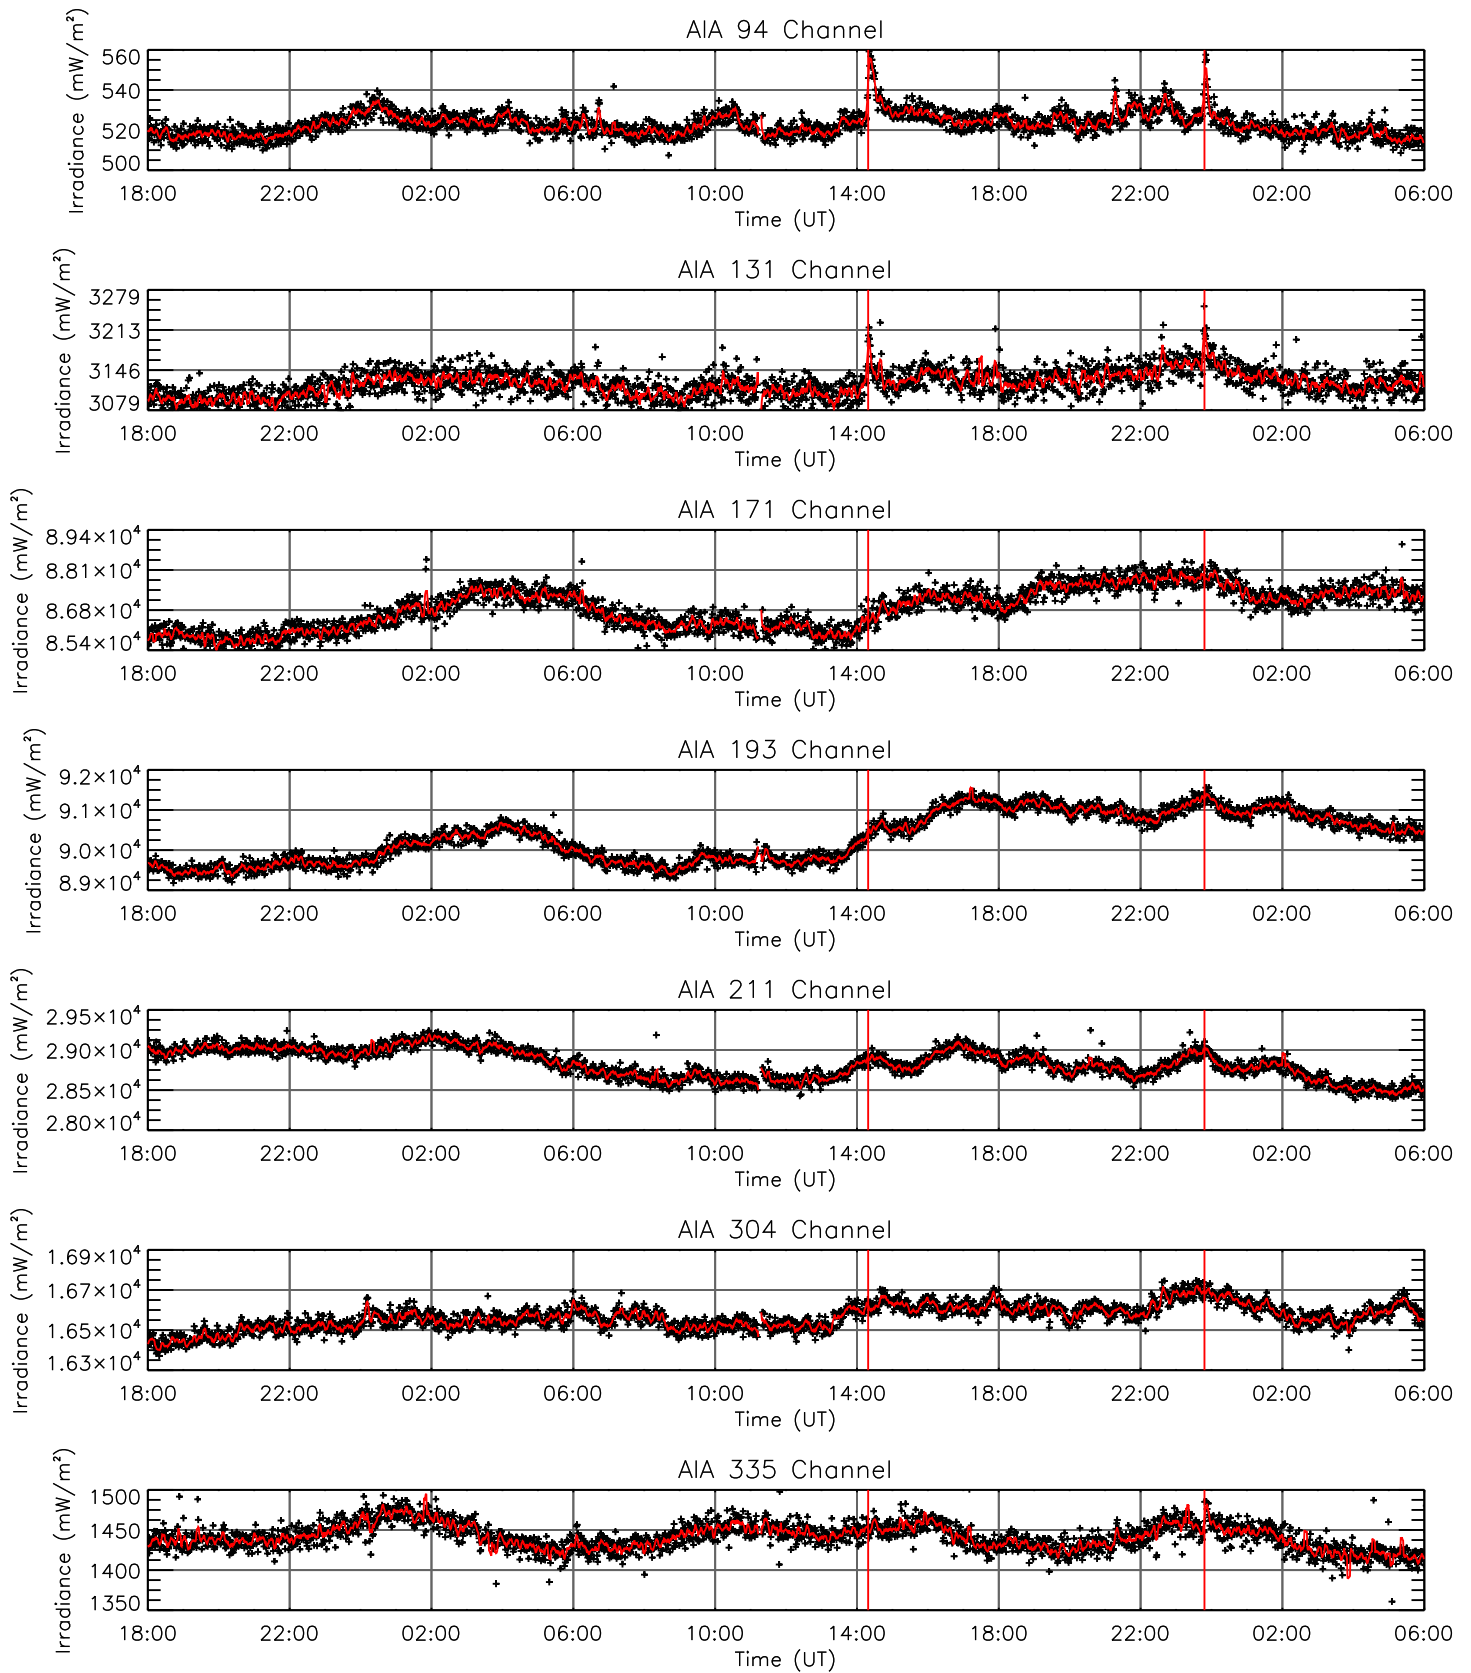 AIA 94 Channel
Irradiance (mW/m²)
560
540
520
500
18:00 22:00 02:00 06:00 10:00 14:00 18:00 22:00 02:00 06:00
Time (UT)
AIA 131 Channel
Irradiance (mW/m²)
3279
3213
3146
3079
18:00 22:00 02:00 06:00 10:00 14:00 18:00 22:00 02:00 06:00
Time (UT)
AIA 171 Channel
Irradiance (mW/m²)
8.94×10⁴
8.81×10⁴
8.68×10⁴
8.54×10⁴
18:00 22:00 02:00 06:00 10:00 14:00 18:00 22:00 02:00 06:00
Time (UT)
AIA 193 Channel
Irradiance (mW/m²)
9.2×10⁴
9.1×10⁴
9.0×10⁴
8.9×10⁴
18:00 22:00 02:00 06:00 10:00 14:00 18:00 22:00 02:00 06:00
Time (UT)
AIA 211 Channel
Irradiance (mW/m²)
2.95×10⁴
2.90×10⁴
2.85×10⁴
2.80×10⁴
18:00 22:00 02:00 06:00 10:00 14:00 18:00 22:00 02:00 06:00
Time (UT)
AIA 304 Channel
Irradiance (mW/m²)
1.69×10⁴
1.67×10⁴
1.65×10⁴
1.63×10⁴
18:00 22:00 02:00 06:00 10:00 14:00 18:00 22:00 02:00 06:00
Time (UT)
AIA 335 Channel
Irradiance (mW/m²)
1500
1450
1400
1350
18:00 22:00 02:00 06:00 10:00 14:00 18:00 22:00 02:00 06:00
Time (UT)